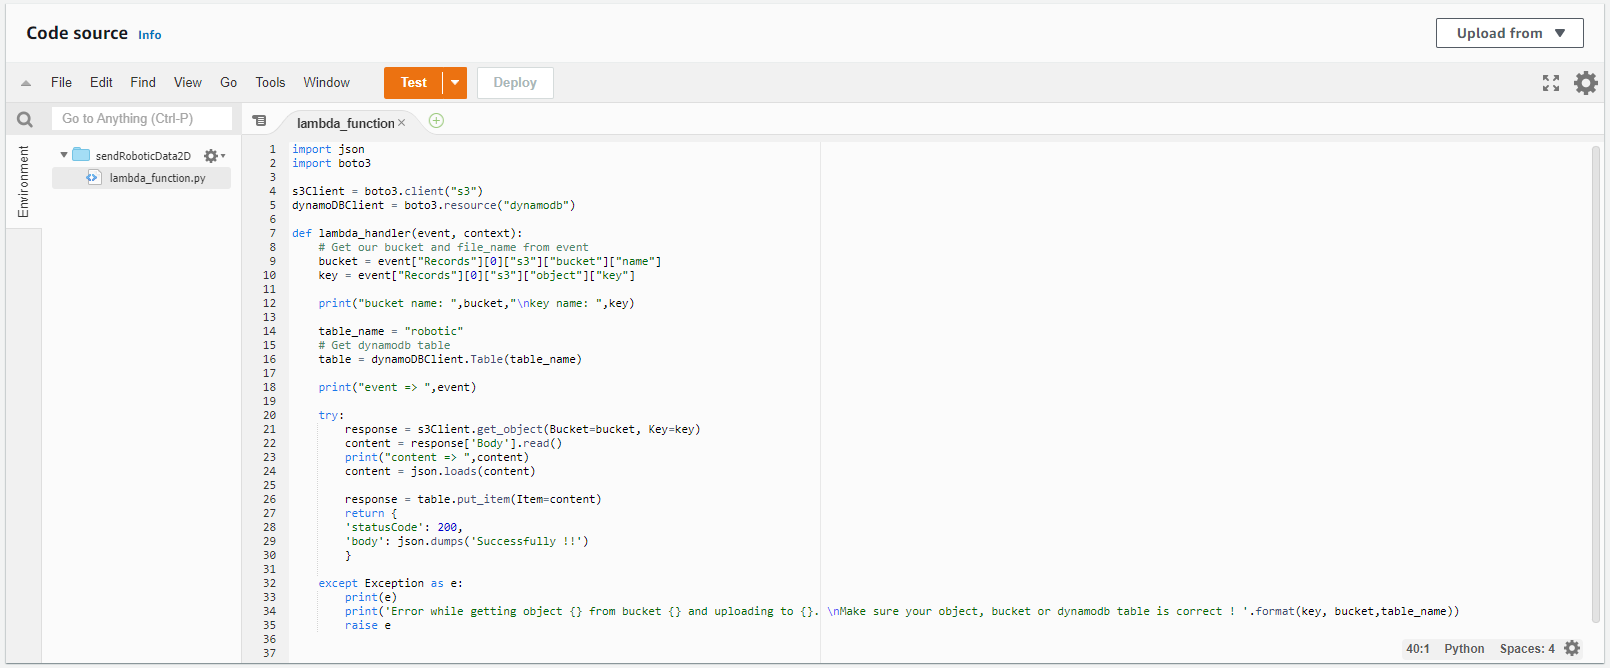 Code source Info
Upload from
File Edit Find View Go Tools Window
Test
Deploy
Go to Anything (Ctrl-P)
lambda_function
Environment
sendRoboticData2D
lambda_function.py
1 import json
2 import boto3
3
4 s3Client = boto3.client("s3")
5 dynamoDBClient = boto3.resource("dynamodb")
6
7 def lambda_handler(event, context):
8     # Get our bucket and file_name from event
9     bucket = event["Records"][0]["s3"]["bucket"]["name"]
10     key = event["Records"][0]["s3"]["object"]["key"]
11
12     print("bucket name: ",bucket,"\nkey name: ",key)
13
14     table_name = "robotic"
15     # Get dynamodb table
16     table = dynamoDBClient.Table(table_name)
17
18     print("event => ",event)
19
20     try:
21         response = s3Client.get_object(Bucket=bucket, Key=key)
22         content = response['Body'].read()
23         print("content => ",content)
24         content = json.loads(content)
25
26         response = table.put_item(Item=content)
27         return {
28         'statusCode': 200,
29         'body': json.dumps('Successfully !!')
30         }
31
32     except Exception as e:
33         print(e)
34         print('Error while getting object {} from bucket {} and uploading to {}. \nMake sure your object, bucket or dynamodb table is correct ! '.format(key, bucket,table_name))
35         raise e
36
37
40:1 Python Spaces: 4